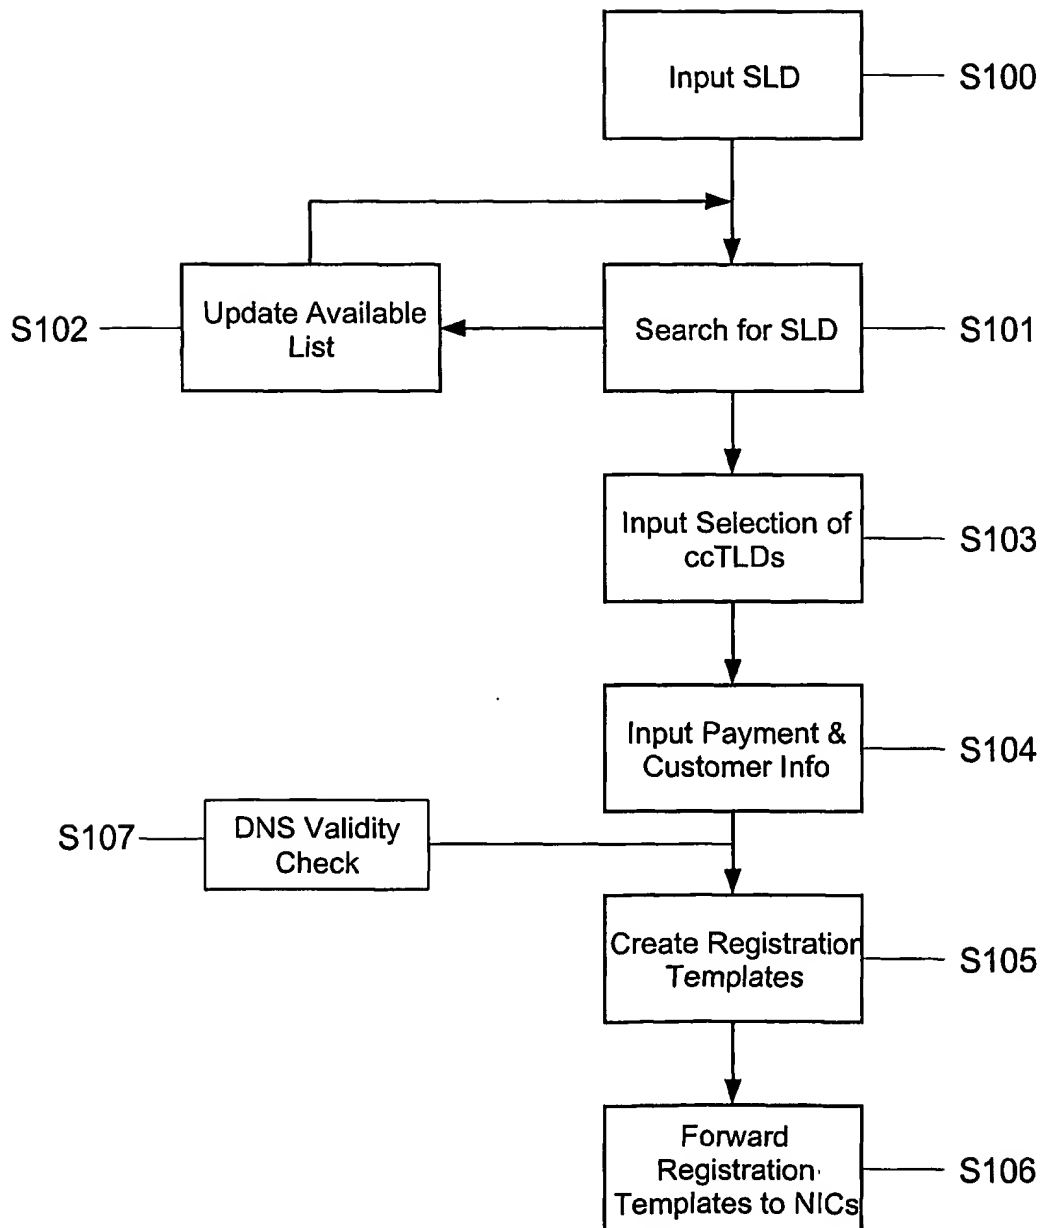 Input SLD
S100
Update Available
List
S102
Search for SLD
S101
Input Selection of
ccTLDs
S103
Input Payment &
Customer Info
S104
S107
DNS Validity
Check
Create Registration
Templates
S105
Forward
Registration
Templates to NICs
S106